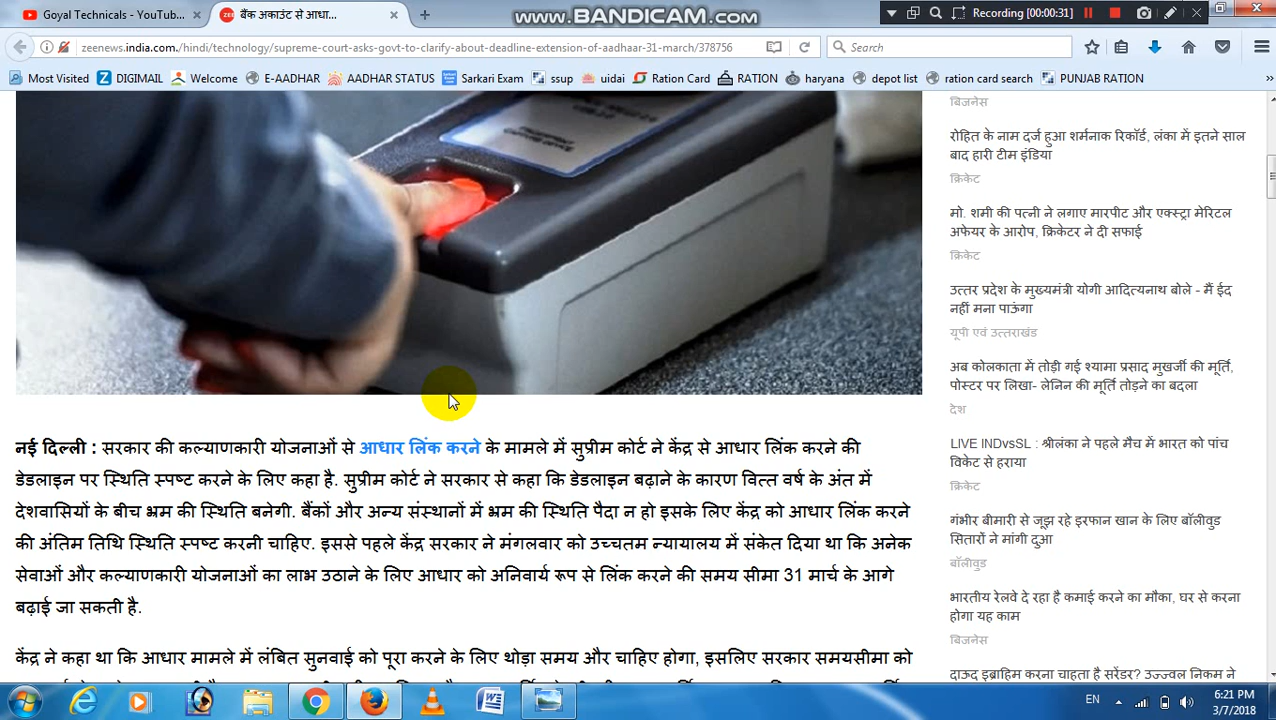 Goyal Technicals - YouTub...
बैंक अकाउंट से आधा...
www.BANDICAM.com
Recording [00:00:31]
zeenews.india.com/hindi/technology/supreme-court-asks-govt-to-clarify-about-deadline-extension-of-aadhaar-31-march/378756
Search
Most Visited
DIGIMAIL
Welcome
E-AADHAR
AADHAR STATUS
Sarkari Exam
ssup
uidai
Ration Card
RATION
haryana
depot list
ration card search
PUNJAB RATION
नई दिल्ली : सरकार की कल्याणकारी योजनाओं से आधार लिंक करने के मामले में सुप्रीम कोर्ट ने केंद्र से आधार लिंक करने की
डेडलाइन पर स्थिति स्पष्ट करने के लिए कहा है. सुप्रीम कोर्ट ने सरकार से कहा कि डेडलाइन बढ़ाने के कारण वित्त वर्ष के अंत में
देशवासियों के बीच भ्रम की स्थिति बनेगी. बैंकों और अन्य संस्थानों में भ्रम की स्थिति पैदा न हो इसके लिए केंद्र को आधार लिंक करने
की अंतिम तिथि स्थिति स्पष्ट करनी चाहिए. इससे पहले केंद्र सरकार ने मंगलवार को उच्चतम न्यायालय में संकेत दिया था कि अनेक
सेवाओं और कल्याणकारी योजनाओं का लाभ उठाने के लिए आधार को अनिवार्य रूप से लिंक करने की समय सीमा 31 मार्च के आगे
बढ़ाई जा सकती है.
केंद्र ने कहा था कि आधार मामले में लंबित सुनवाई को पूरा करने के लिए थोड़ा समय और चाहिए होगा, इसलिए सरकार समयसीमा को
बिजनेस
रोहित के नाम दर्ज हुआ शर्मनाक रिकॉर्ड, लंका में इतने साल
बाद हारी टीम इंडिया
क्रिकेट
मो. शमी की पत्नी ने लगाए मारपीट और एक्स्ट्रा मेरिटल
अफेयर के आरोप, क्रिकेटर ने दी सफाई
क्रिकेट
उत्तर प्रदेश के मुख्यमंत्री योगी आदित्यनाथ बोले - मैं ईद
नहीं मना पाऊंगा
यूपी एवं उत्तराखंड
अब कोलकाता में तोड़ी गई श्यामा प्रसाद मुखर्जी की मूर्ति,
पोस्टर पर लिखा- लेनिन की मूर्ति तोड़ने का बदला
देश
LIVE INDvsSL : श्रीलंका ने पहले मैच में भारत को पांच
विकेट से हराया
क्रिकेट
गंभीर बीमारी से जूझ रहे इरफान खान के लिए बॉलीवुड
सितारों ने मांगी दुआ
बॉलीवुड
भारतीय रेलवे दे रहा है कमाई करने का मौका, घर से करना
होगा यह काम
बिजनेस
दाऊद इब्राहिम करना चाहता है सरेंडर? उज्ज्वल निकम ने
EN
6:21 PM
3/7/2018